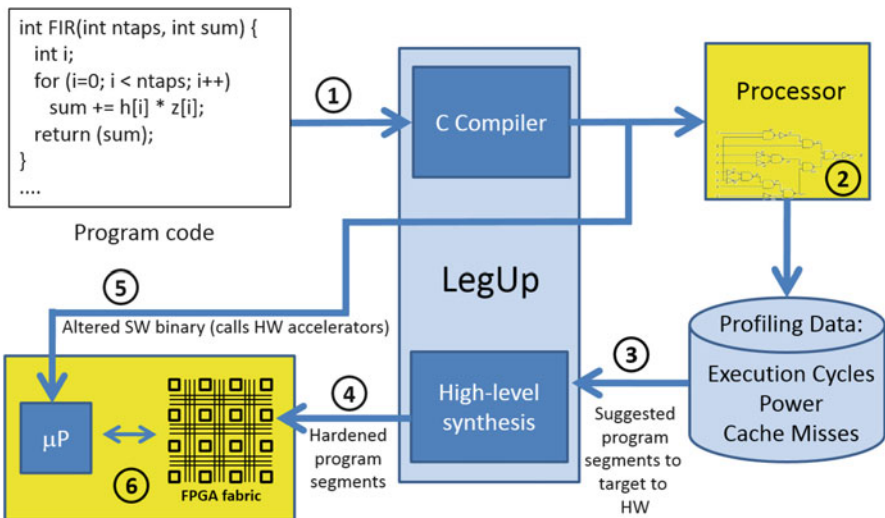 int FIR(int ntaps, int sum) {
int i;
for (i=0; i < ntaps; i++)
sum += h[i] * z[i];
return (sum);
}
....
Program code
1
C Compiler
Processor
2
LegUp
5
Altered SW binary (calls HW accelerators)
Profiling Data:
Execution Cycles
Power
Cache Misses
3
Suggested
program
segments to
target to
HW
High-level
synthesis
4
Hardened
program
segments
μP
6
FPGA fabric